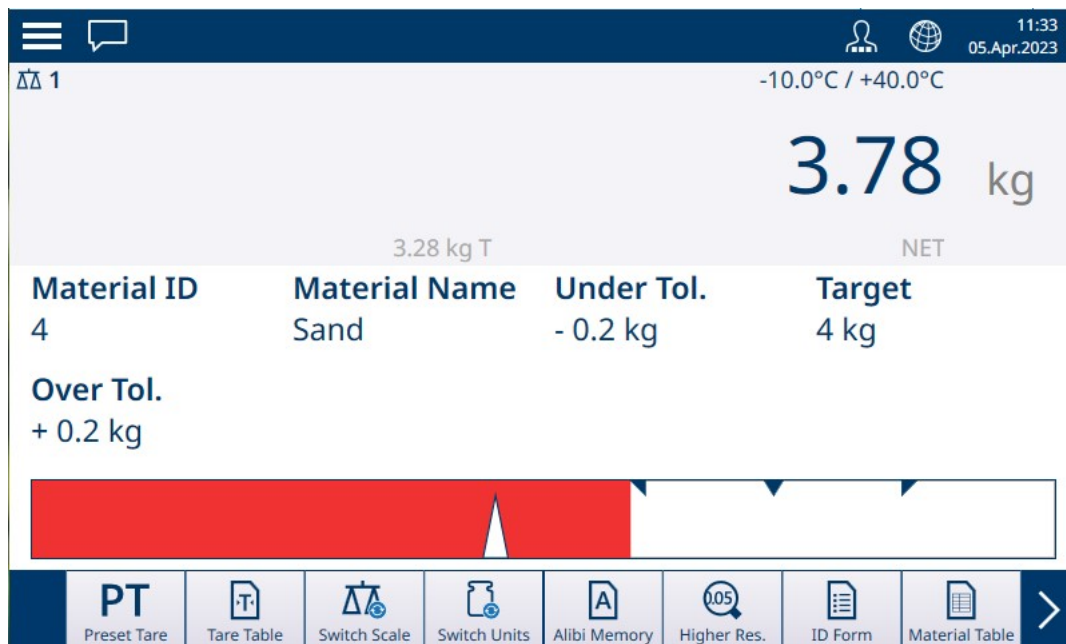 11:33
05.Apr.2023
1
-10.0°C / +40.0°C
3.78 kg
3.28 kg T NET
Material ID Material Name Under Tol. Target
4 Sand - 0.2 kg 4 kg
Over Tol.
+ 0.2 kg
PT T A 0.05
Preset Tare Tare Table Switch Scale Switch Units Alibi Memory Higher Res. ID Form Material Table